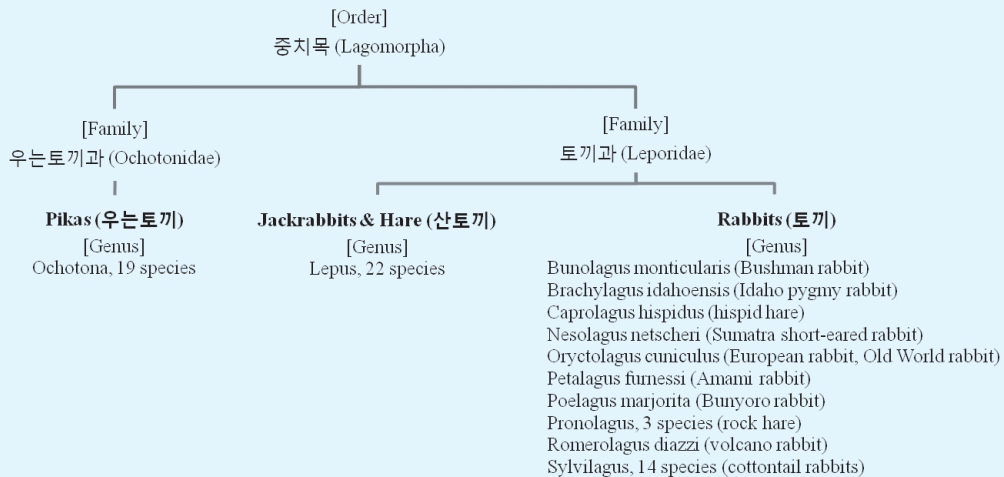 [Order]
중치목 (Lagomorpha)
[Family]
우는토끼과 (Ochotonidae)
[Family]
토끼과 (Leporidae)
Pikas (우는토끼)
[Genus]
Ochotona, 19 species
Jackrabbits & Hare (산토끼)
[Genus]
Lepus, 22 species
Rabbits (토끼)
[Genus]
Bunolagus monticularis (Bushman rabbit)
Brachylagus idahoensis (Idaho pygmy rabbit)
Caprolagus hispidus (hispid hare)
Nesolagus netscheri (Sumatra short-eared rabbit)
Oryctolagus cuniculus (European rabbit, Old World rabbit)
Petalagus furnessi (Amami rabbit)
Poelagus marjorita (Bunyoro rabbit)
Pronolagus, 3 species (rock hare)
Romerolagus diazzi (volcano rabbit)
Sylvilagus, 14 species (cottontail rabbits)